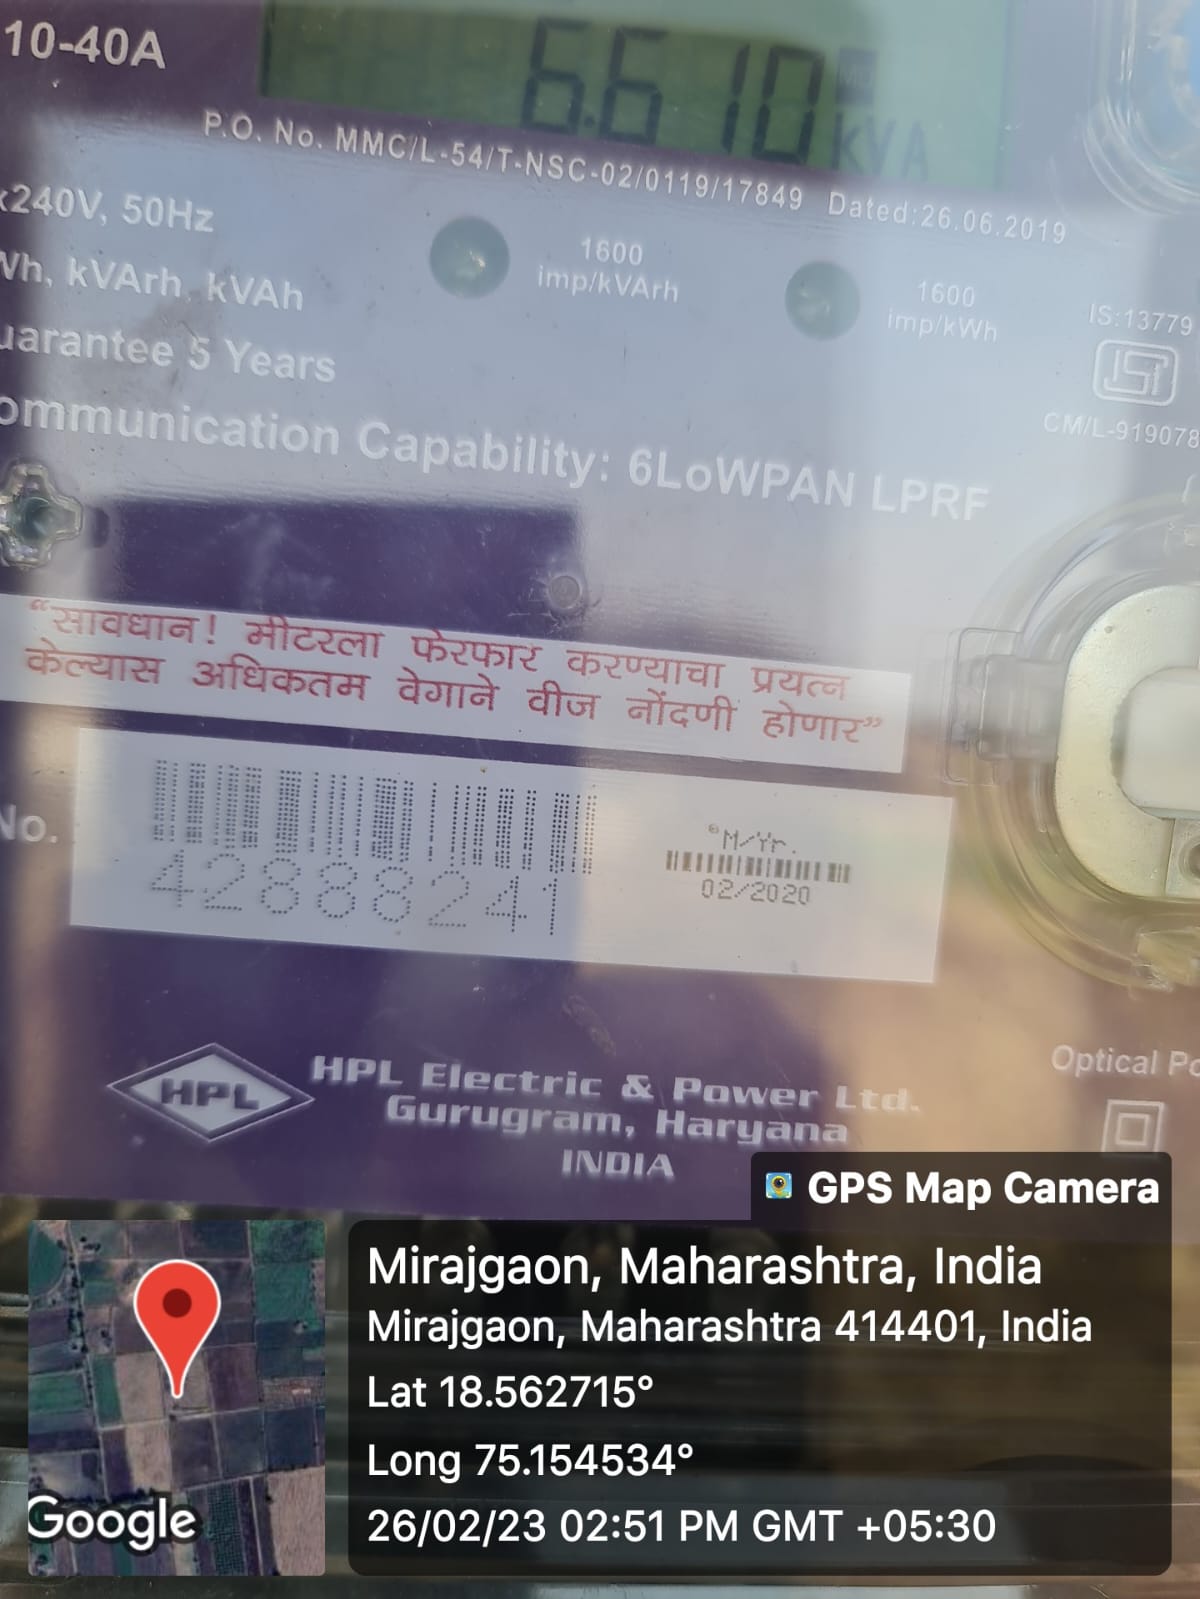 10-40A
6.610 MD
kVA
P.O. No. MMC/L-54/T-NSC-02/0119/17849 Dated:26.06.2019
x240V, 50Hz
Wh, kVArh, kVAh
1600
imp/kVArh
1600
imp/kWh
uarantee 5 Years
IS:13779
ISI
CM/L-919078
ommunication Capability: 6LoWPAN LPRF
“सावधान! मीटरला फेरफार करण्याचा प्रयत्न
केल्यास अधिकतम वेगाने वीज नोंदणी होणार”
No.
42888241
M/Yr.
02/2020
HPL
HPL Electric & Power Ltd.
Gurugram, Haryana
INDIA
Optical Po
GPS Map Camera
Mirajgaon, Maharashtra, India
Mirajgaon, Maharashtra 414401, India
Lat 18.562715°
Long 75.154534°
26/02/23 02:51 PM GMT +05:30
Google